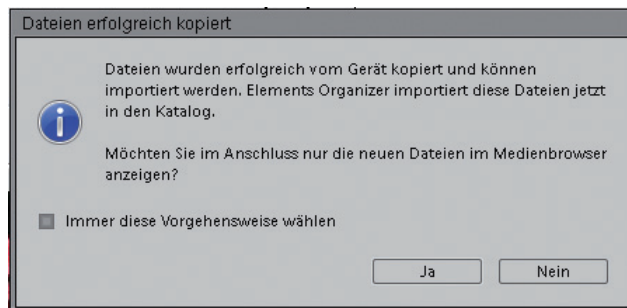 Dateien erfolgreich kopiert
Dateien wurden erfolgreich vom Gerät kopiert und können
importiert werden. Elements Organizer importiert diese Dateien jetzt
in den Katalog.
Möchten Sie im Anschluss nur die neuen Dateien im Medienbrowser
anzeigen?
Immer diese Vorgehensweise wählen
Ja
Nein